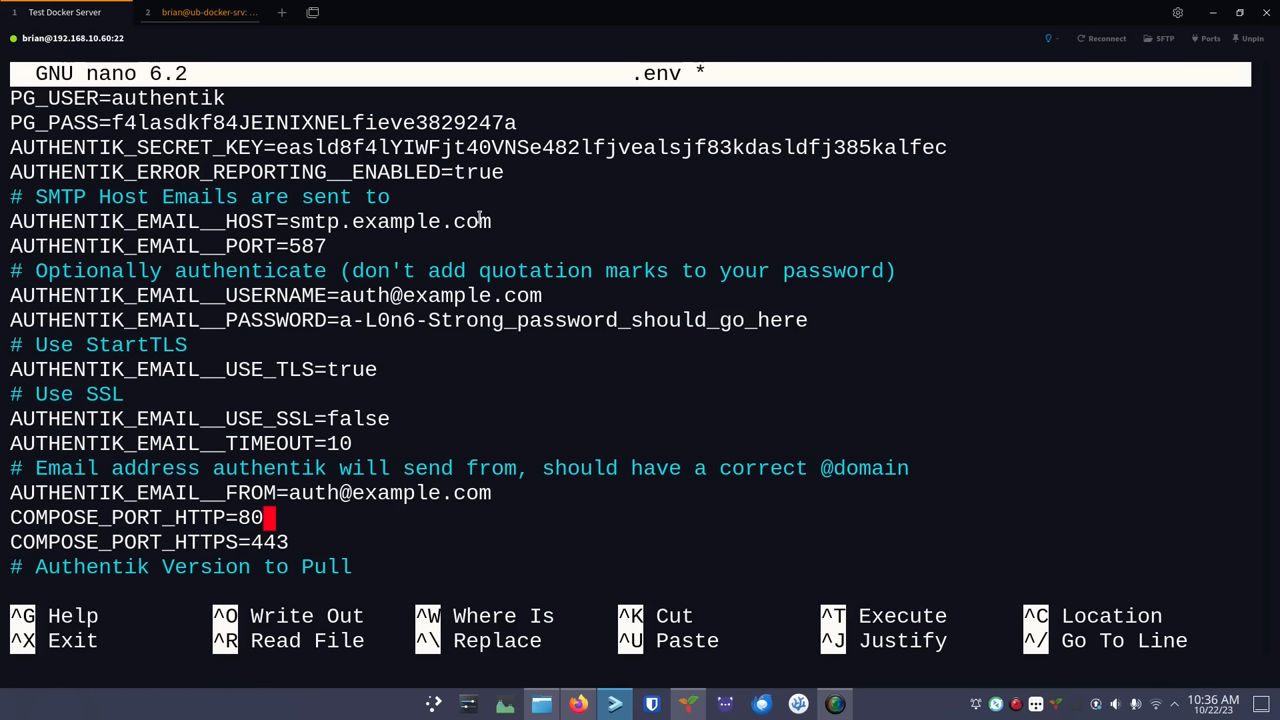 1 Test Docker Server 2 brian@ub-docker-srv: ...
brian@192.168.10.60:22 Reconnect SFTP Ports Unpin
GNU nano 6.2 .env *
PG_USER=authentik
PG_PASS=f4lasdkf84JEINIXNELfieve3829247a
AUTHENTIK_SECRET_KEY=easld8f4lYIWFjt40VNSe482lfjvealsjf83kdasldfj385kalfec
AUTHENTIK_ERROR_REPORTING__ENABLED=true
# SMTP Host Emails are sent to
AUTHENTIK_EMAIL__HOST=smtp.example.com
AUTHENTIK_EMAIL__PORT=587
# Optionally authenticate (don't add quotation marks to your password)
AUTHENTIK_EMAIL__USERNAME=auth@example.com
AUTHENTIK_EMAIL__PASSWORD=a-L0n6-Strong_password_should_go_here
# Use StartTLS
AUTHENTIK_EMAIL__USE_TLS=true
# Use SSL
AUTHENTIK_EMAIL__USE_SSL=false
AUTHENTIK_EMAIL__TIMEOUT=10
# Email address authentik will send from, should have a correct @domain
AUTHENTIK_EMAIL__FROM=auth@example.com
COMPOSE_PORT_HTTP=80
COMPOSE_PORT_HTTPS=443
# Authentik Version to Pull
^G Help ^O Write Out ^W Where Is ^K Cut ^T Execute ^C Location
^X Exit ^R Read File ^\ Replace ^U Paste ^J Justify ^/ Go To Line
10:36 AM
10/22/23